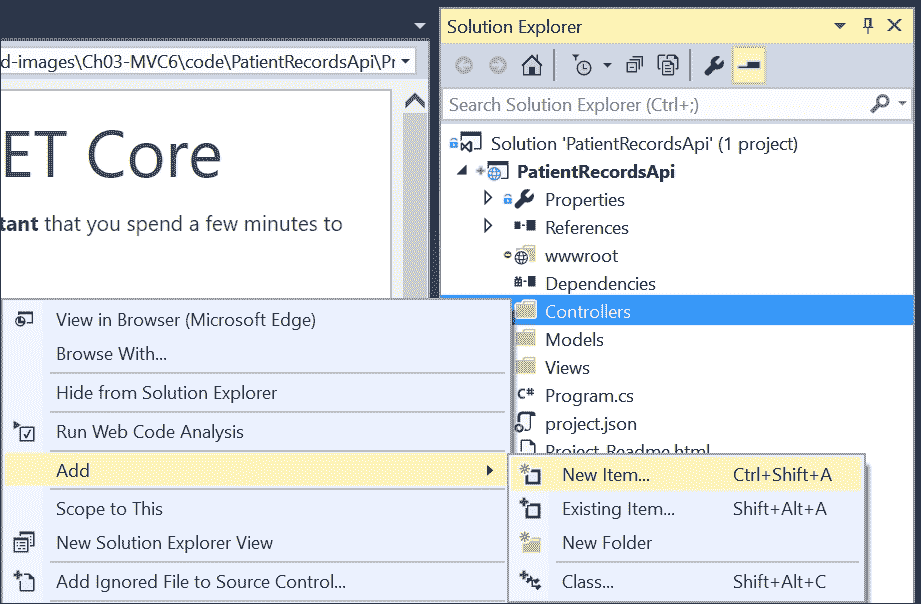 Solution Explorer
d-images\Ch03-MVC6\code\PatientRecordsApi\Pr
Search Solution Explorer (Ctrl+;)
ET Core
tant that you spend a few minutes to
Solution 'PatientRecordsApi' (1 project)
PatientRecordsApi
Properties
References
wwwroot
Dependencies
Controllers
Models
Views
C# Program.cs
project.json
Project_Readme.html
View in Browser (Microsoft Edge)
Browse With...
Hide from Solution Explorer
Run Web Code Analysis
Add
Scope to This
New Solution Explorer View
Add Ignored File to Source Control...
New Item... Ctrl+Shift+A
Existing Item... Shift+Alt+A
New Folder
Class... Shift+Alt+C